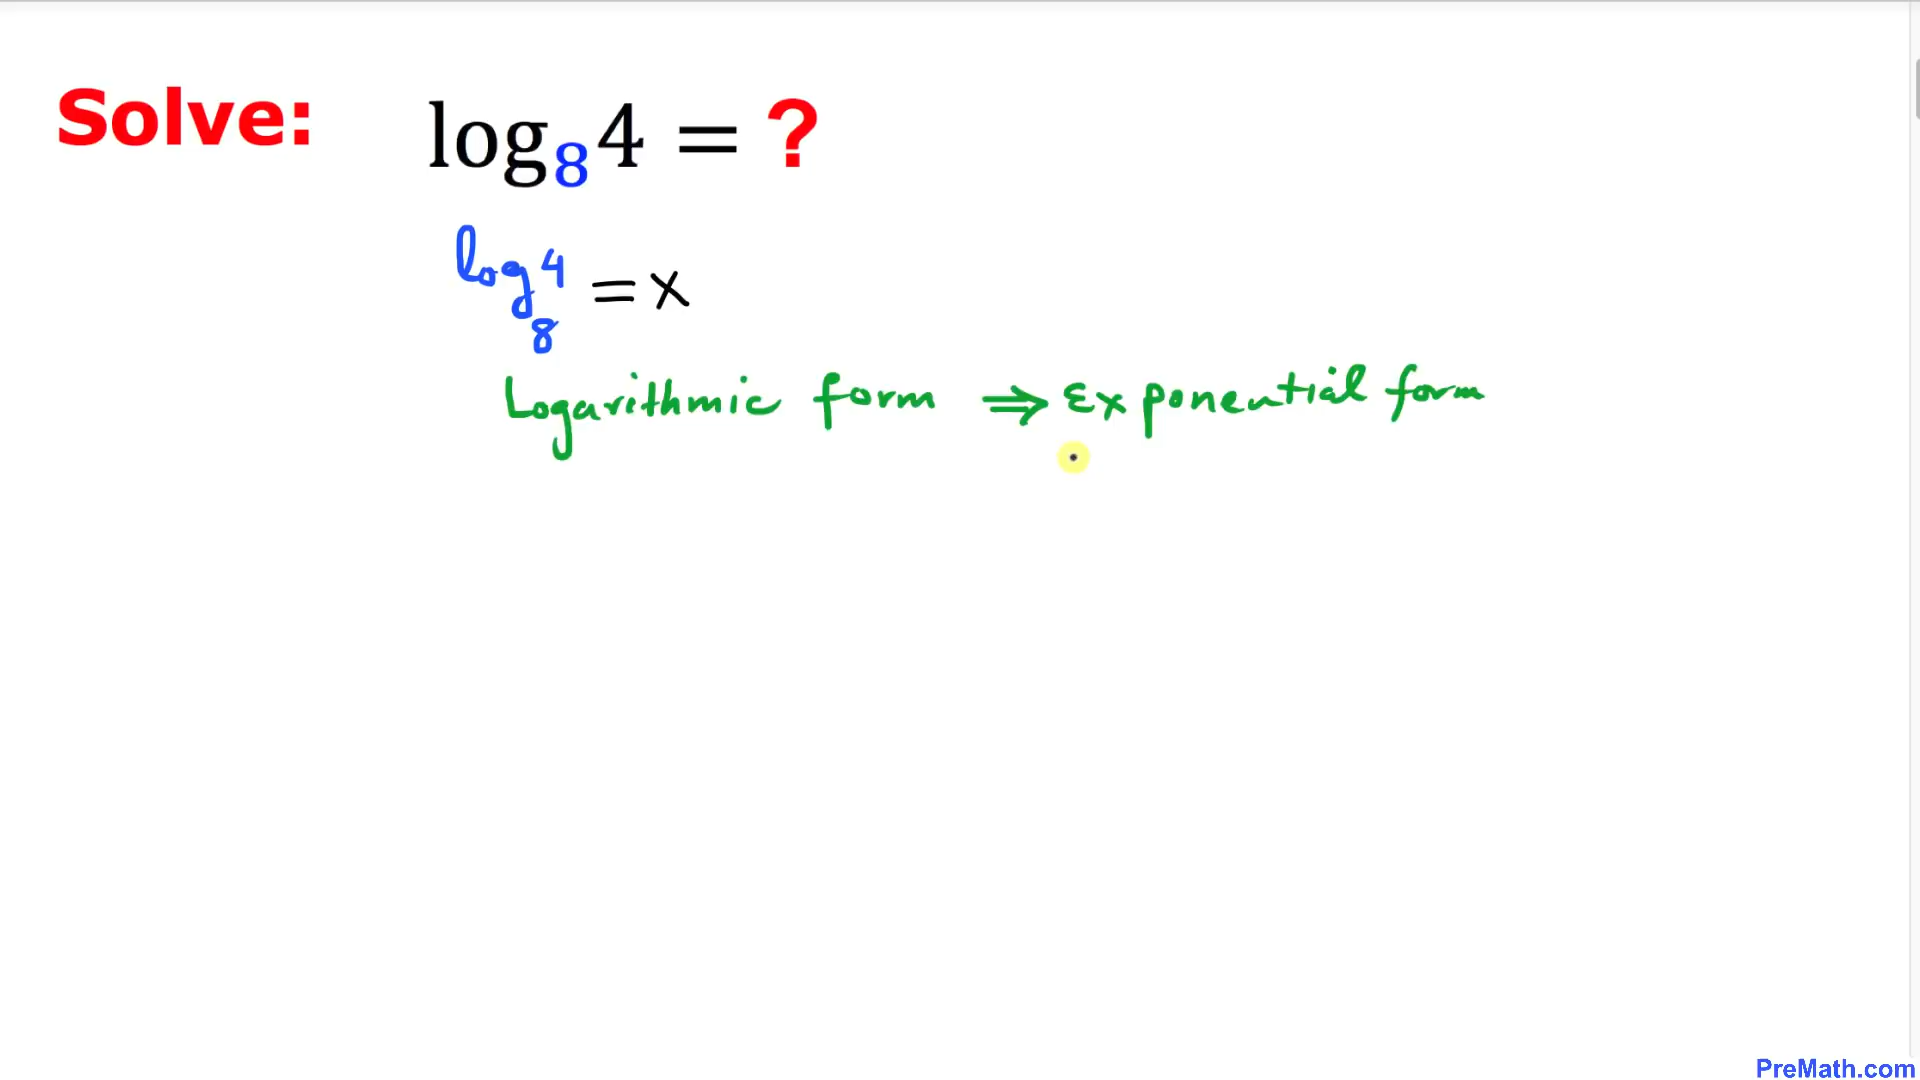 Solve: log₈4 = ?
log₈4 = x
Logarithmic form ⇒ Exponential form
PreMath.com